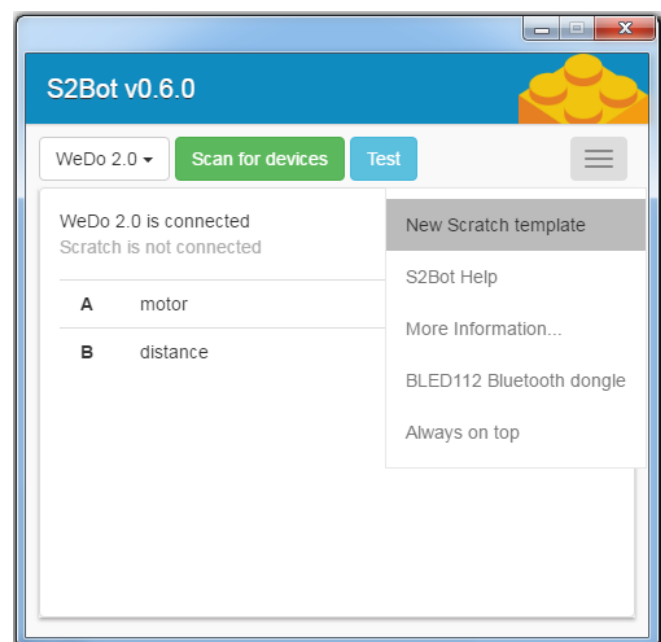 S2Bot v0.6.0
WeDo 2.0
Scan for devices
Test
WeDo 2.0 is connected
Scratch is not connected
A motor
B distance
New Scratch template
S2Bot Help
More Information...
BLED112 Bluetooth dongle
Always on top